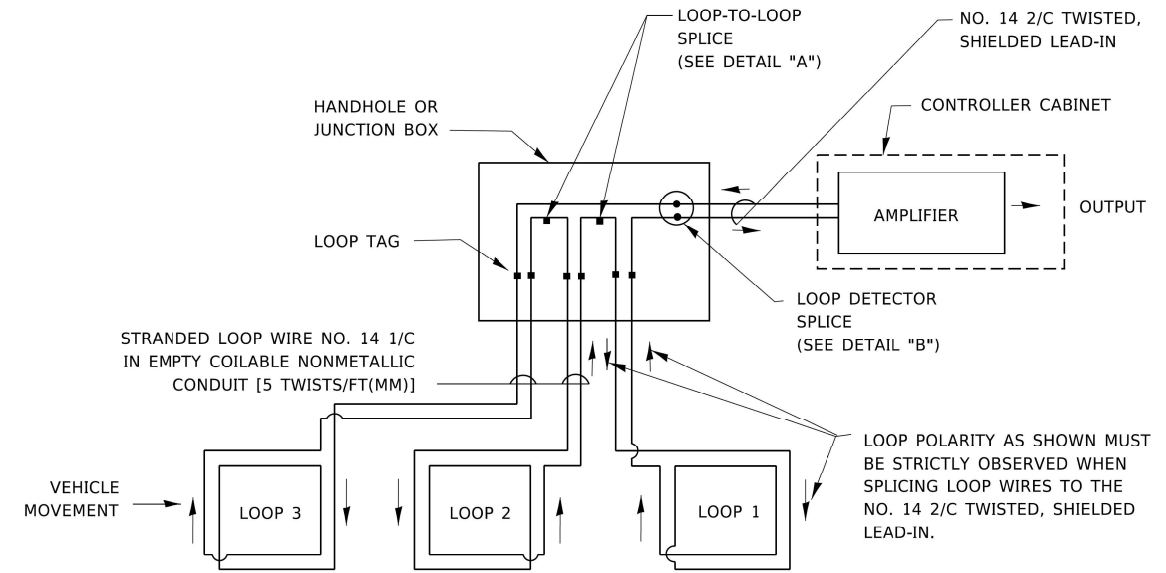 LOOP-TO-LOOP
SPLICE
(SEE DETAIL "A")
NO. 14 2/C TWISTED,
SHIELDED LEAD-IN
HANDHOLE OR
JUNCTION BOX
CONTROLLER CABINET
AMPLIFIER
OUTPUT
LOOP TAG
LOOP DETECTOR
SPLICE
(SEE DETAIL "B")
STRANDED LOOP WIRE NO. 14 1/C
IN EMPTY COILABLE NONMETALLIC
CONDUIT [5 TWISTS/FT(MM)]
LOOP POLARITY AS SHOWN MUST
BE STRICTLY OBSERVED WHEN
SPLICING LOOP WIRES TO THE
NO. 14 2/C TWISTED, SHIELDED
LEAD-IN.
VEHICLE
MOVEMENT
LOOP 3
LOOP 2
LOOP 1